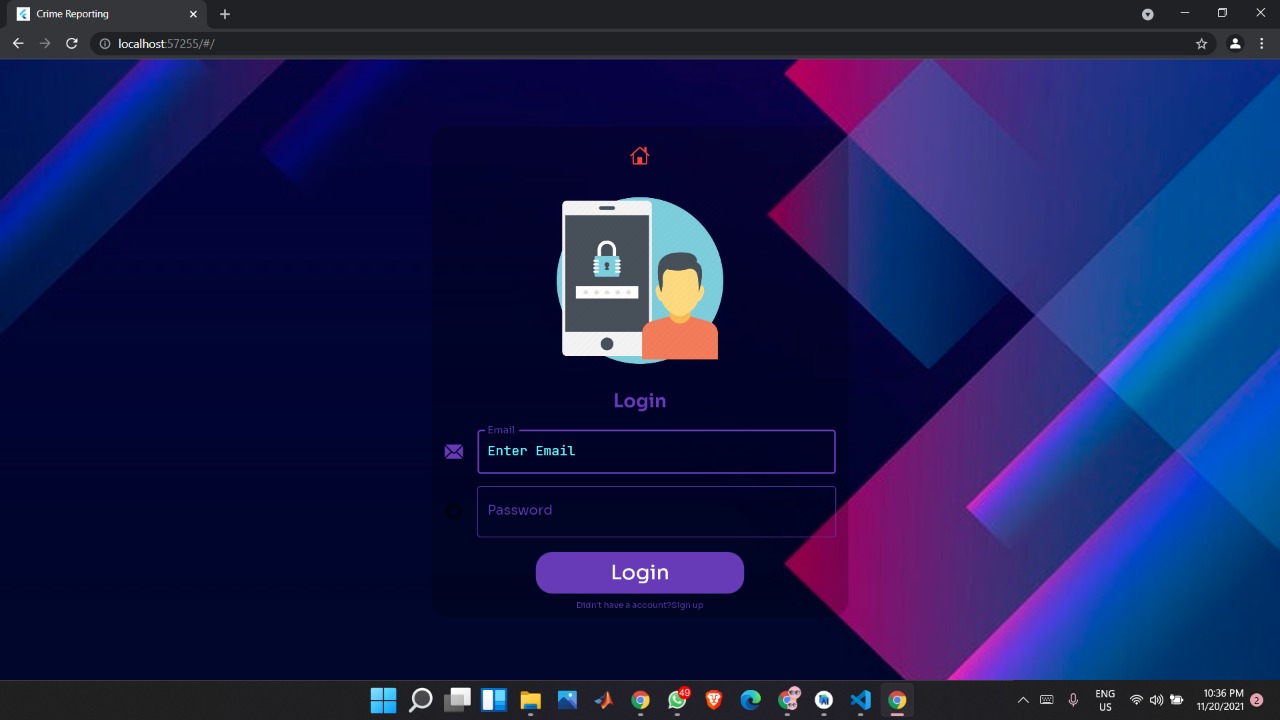 Crime Reporting
localhost:57255/#/
Login
Email
Enter Email
Password
Login
Didn't have a account?Sign up
49
ENG
US
10:36 PM
11/20/2021
2